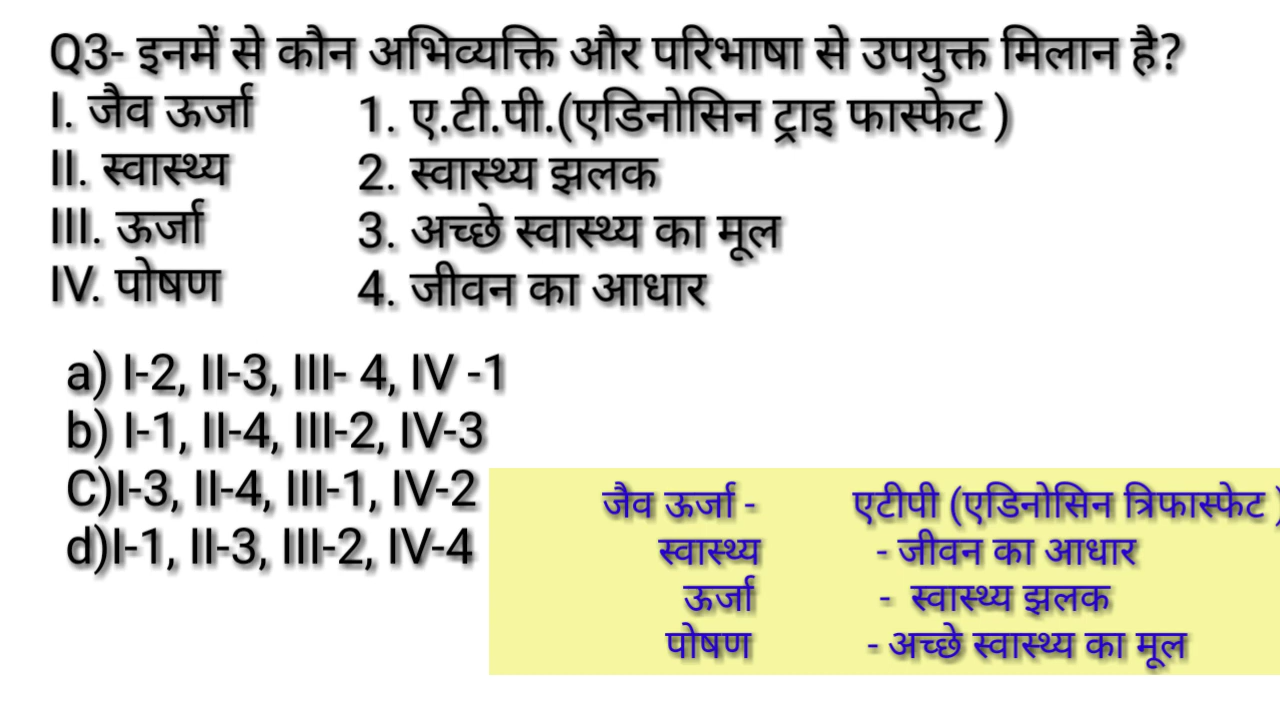 Q3- इनमें से कौन अभिव्यक्ति और परिभाषा से उपयुक्त मिलान है?
I. जैव ऊर्जा 1. ए.टी.पी.(एडिनोसिन ट्राइ फास्फेट )
II. स्वास्थ्य 2. स्वास्थ्य झलक
III. ऊर्जा 3. अच्छे स्वास्थ्य का मूल
IV. पोषण 4. जीवन का आधार
a) I-2, II-3, III- 4, IV -1
b) I-1, II-4, III-2, IV-3
C)I-3, II-4, III-1, IV-2
d)I-1, II-3, III-2, IV-4
जैव ऊर्जा - एटीपी (एडिनोसिन त्रिफास्फेट )
स्वास्थ्य - जीवन का आधार
ऊर्जा - स्वास्थ्य झलक
पोषण - अच्छे स्वास्थ्य का मूल